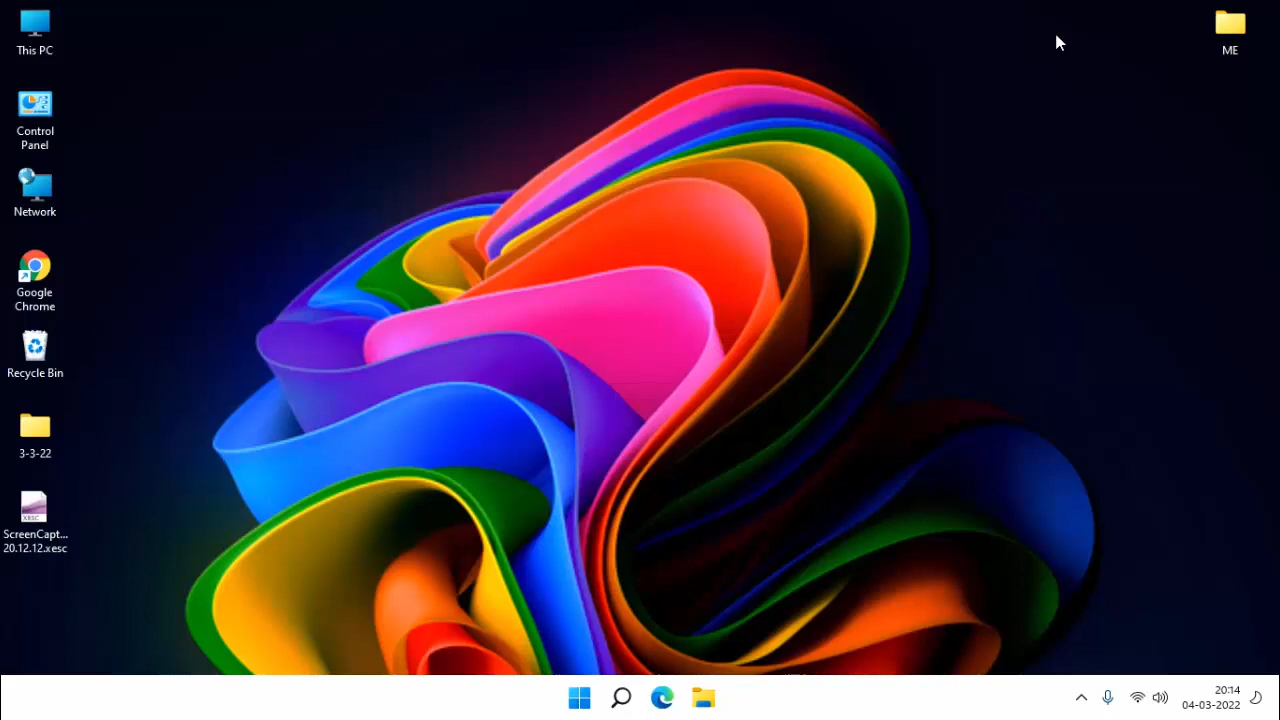 This PC
ME
Control
Panel
Network
Google
Chrome
Recycle Bin
3-3-22
XESC
ScreenCapt...
20.12.12.xesc
20:14
04-03-2022